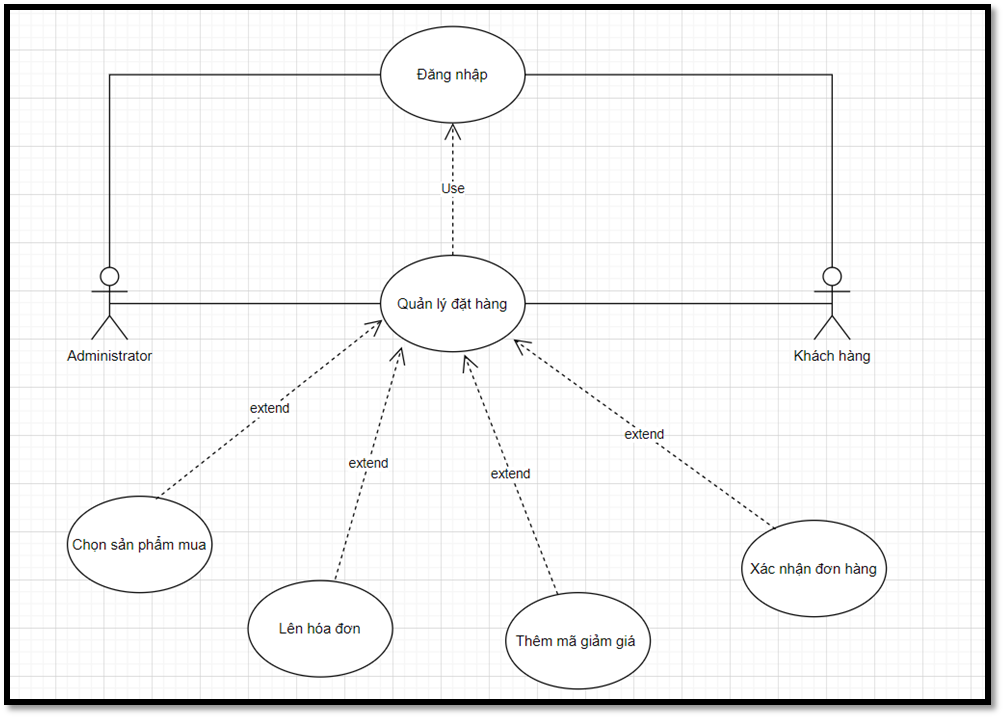 Đăng nhập
Use
Quản lý đặt hàng
Administrator
Khách hàng
extend
extend
extend
extend
Chọn sản phẩm mua
Xác nhận đơn hàng
Lên hóa đơn
Thêm mã giảm giá